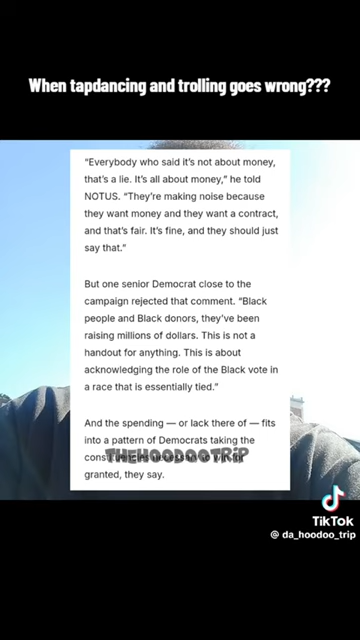 When tapdancing and trolling goes wrong???
“Everybody who said it’s not about money,
that’s a lie. It’s all about money,” he told
NOTUS. “They’re making noise because
they want money and they want a contract,
and that’s fair. It’s fine, and they should just
say that.”
But one senior Democrat close to the
campaign rejected that comment. “Black
people and Black donors, they’ve been
raising millions of dollars. This is not a
handout for anything. This is about
acknowledging the role of the Black vote in
a race that is essentially tied.”
And the spending — or lack there of — fits
into a pattern of Democrats taking the
THEHOODOOTRIP
granted, they say.
TikTok
@ da_hoodoo_trip